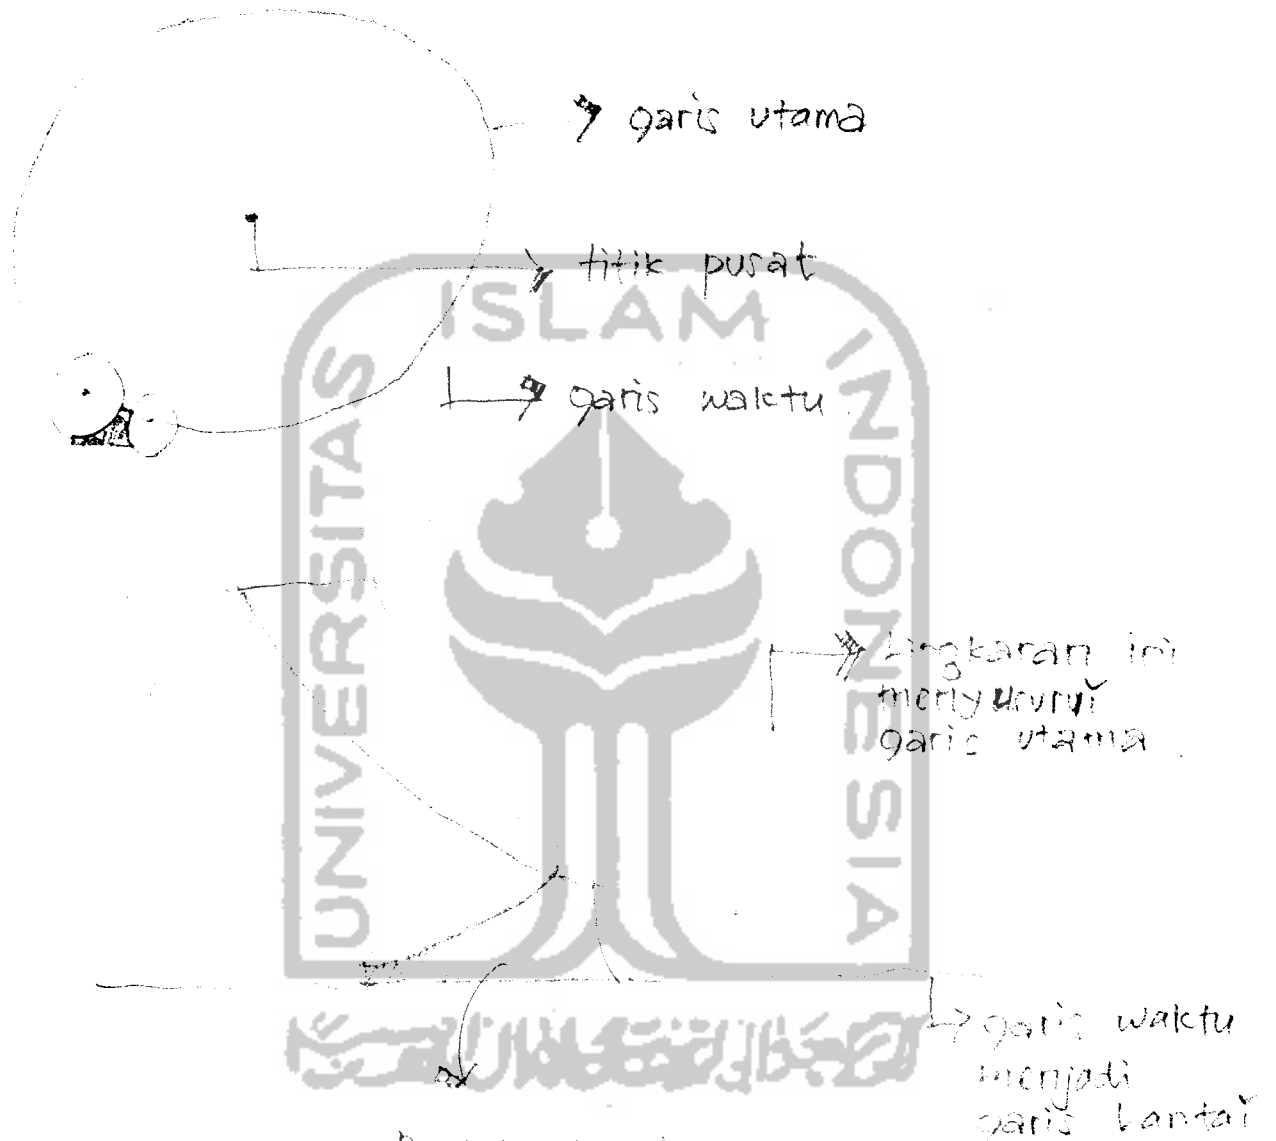 garis utama
titik pusat
ISLAM
garis waktu
UNIVERSITAS
INDONESIA
Lingkaran ini
menyusuri
garis utama
garis waktu
menjadi
garis lantai